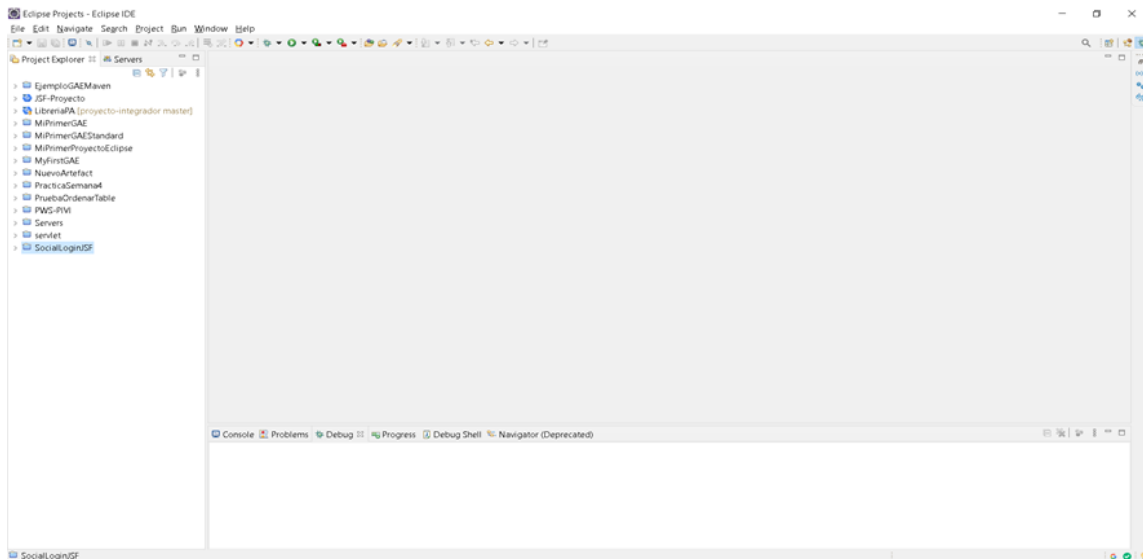 Eclipse Projects - Eclipse IDE
File Edit Navigate Search Project Run Window Help
Project Explorer Servers
EjemploGAEMaven
JSF-Proyecto
LibreriaPA [proyecto-integrador master]
MiPrimerGAE
MiPrimerGAEStandard
MiPrimerProyectoEclipse
MyFirstGAE
NuevoArtefact
PracticaSemana4
PruebaOrdenarTable
PWS-PIVI
Servers
servlet
SocialLoginJSF
Console Problems Debug Progress Debug Shell Navigator (Deprecated)
SocialLoginJSF